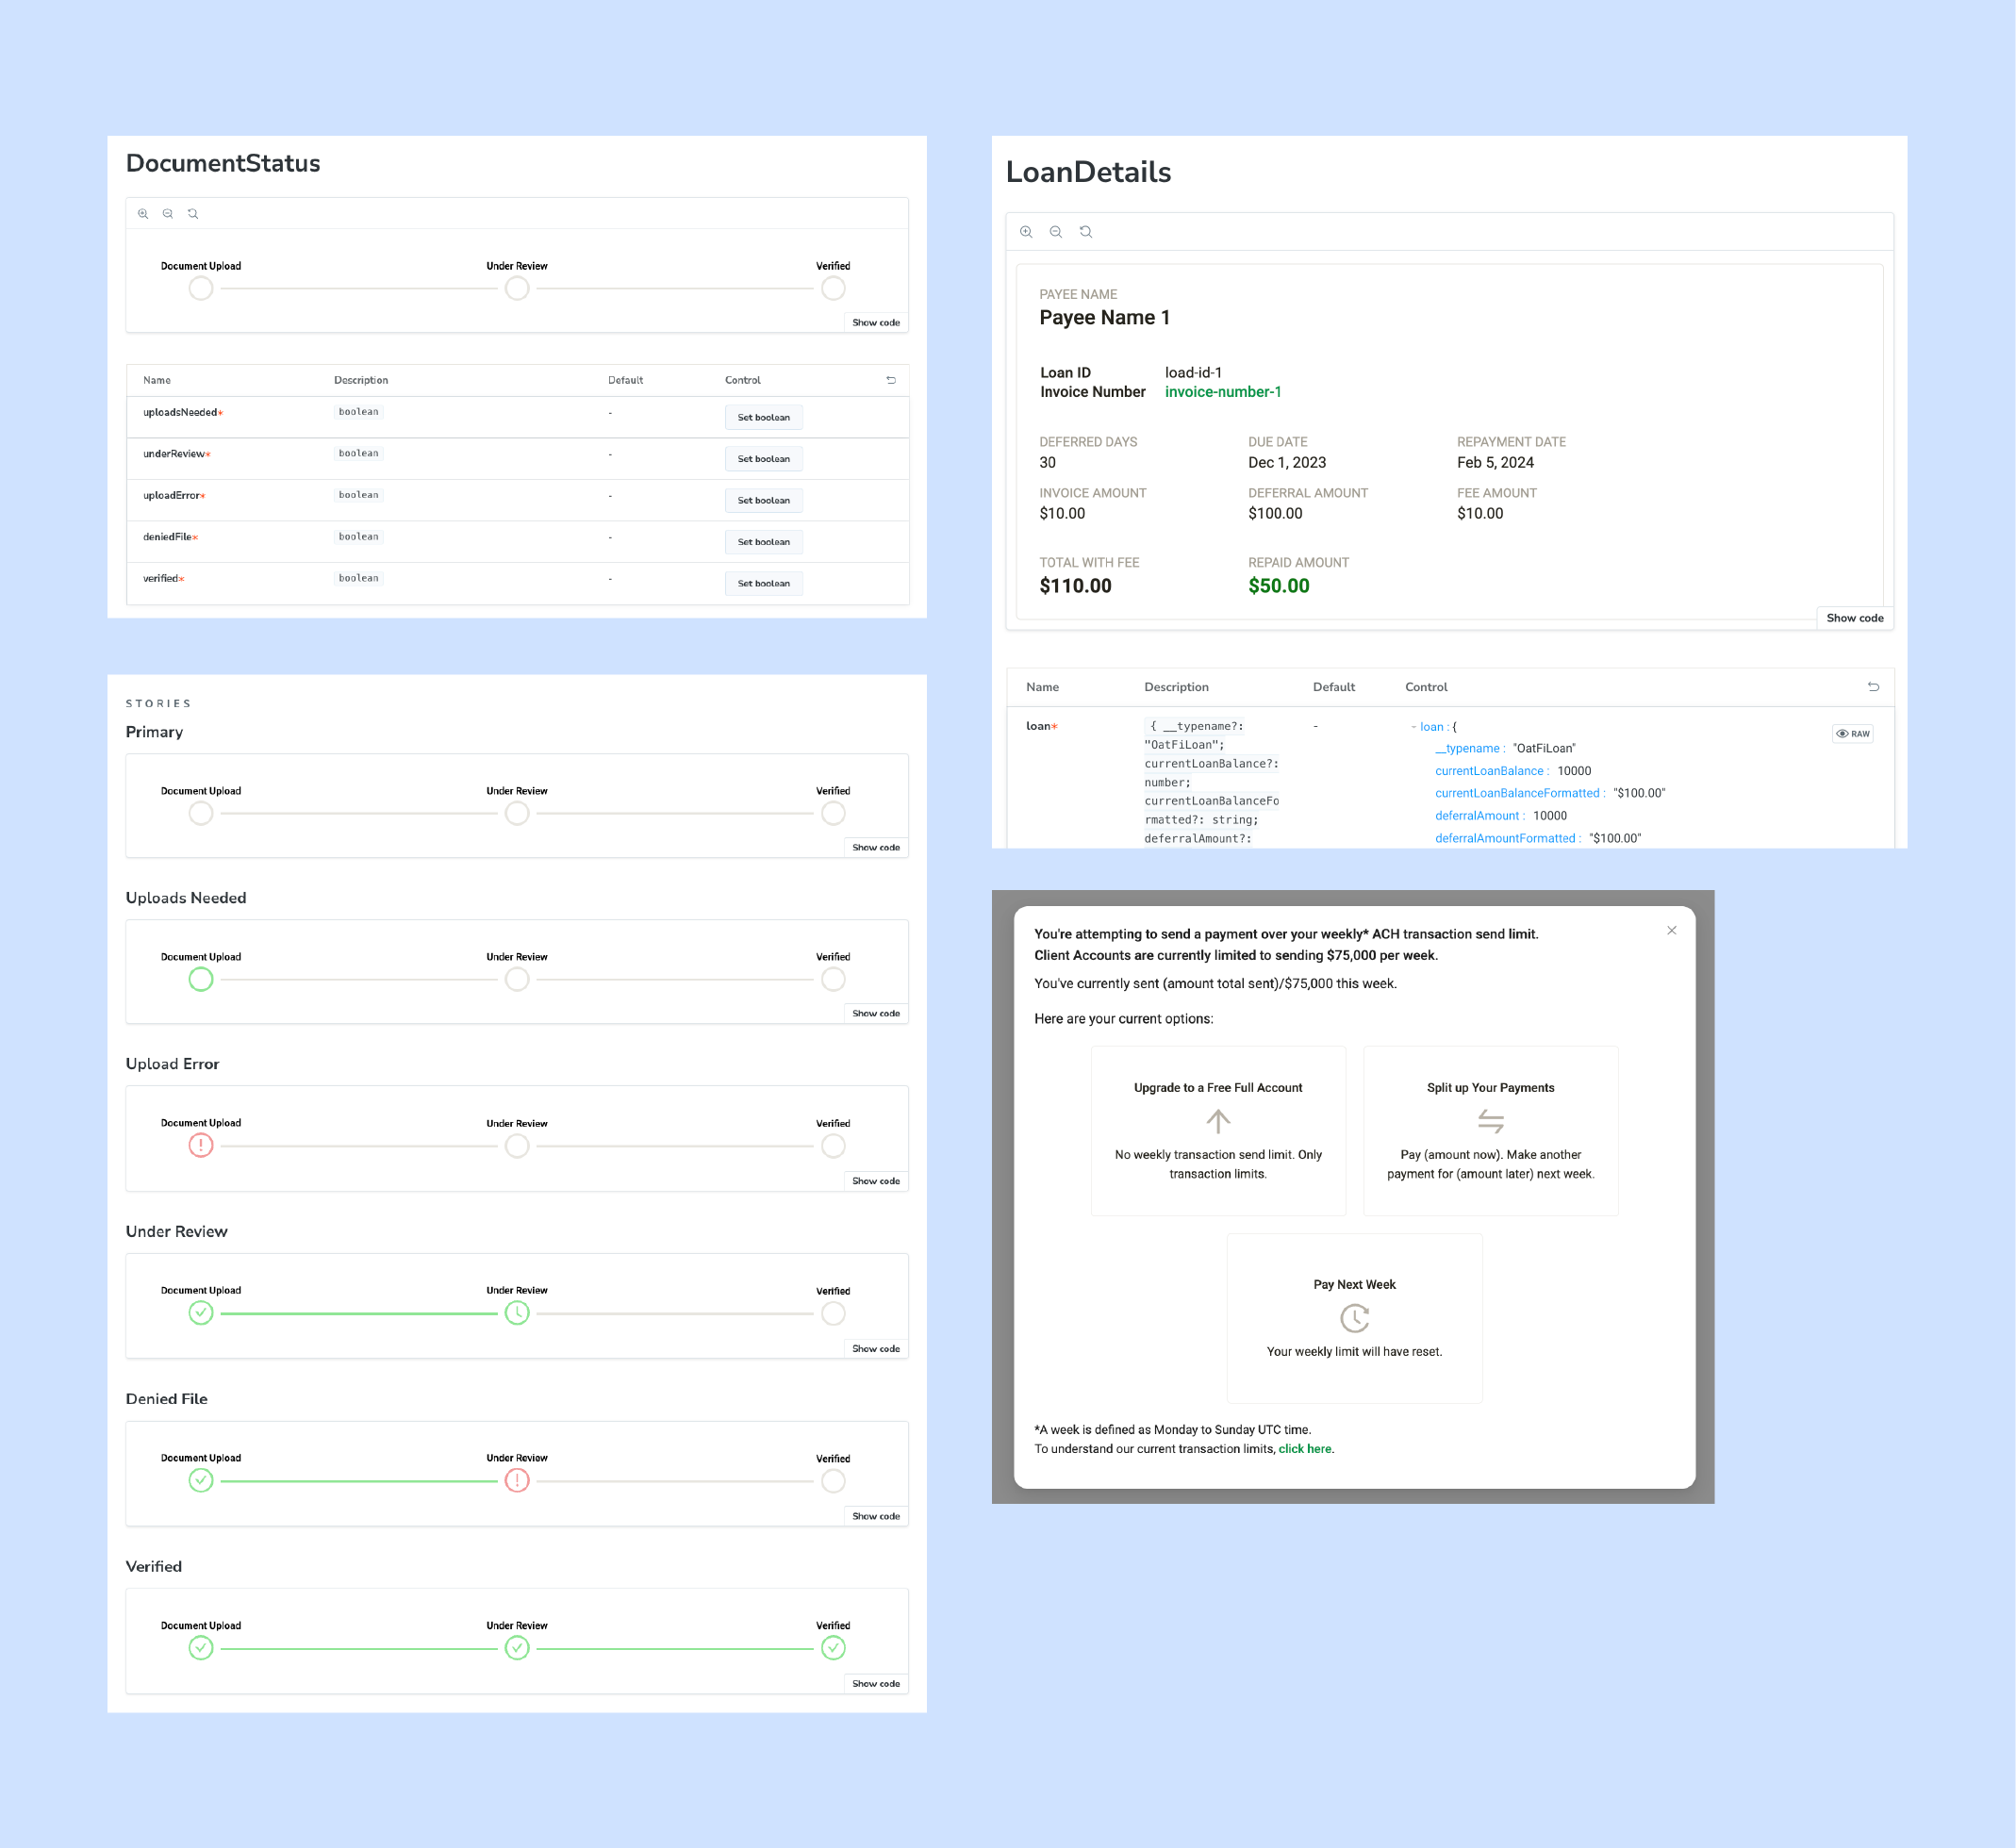 DocumentStatus
Document Upload Under Review Verified
Show code
Name Description Default Control
uploadsNeeded* boolean - Set boolean
underReview* boolean - Set boolean
uploadError* boolean - Set boolean
deniedFile* boolean - Set boolean
verified* boolean - Set boolean
STORIES
Primary
Document Upload Under Review Verified
Show code
Uploads Needed
Document Upload Under Review Verified
Show code
Upload Error
Document Upload Under Review Verified
Show code
Under Review
Document Upload Under Review Verified
Show code
Denied File
Document Upload Under Review Verified
Show code
Verified
Document Upload Under Review Verified
Show code
LoanDetails
PAYEE NAME
Payee Name 1
Loan ID load-id-1
Invoice Number invoice-number-1
DEFERRED DAYS DUE DATE REPAYMENT DATE
30 Dec 1, 2023 Feb 5, 2024
INVOICE AMOUNT DEFERRAL AMOUNT FEE AMOUNT
$10.00 $100.00 $10.00
TOTAL WITH FEE REPAID AMOUNT
$110.00 $50.00
Show code
Name Description Default Control
loan* { __typename?: - - loan : { RAW
"OatFiLoan"; __typename : "OatFiLoan"
currentLoanBalance?: currentLoanBalance : 10000
number; currentLoanBalanceFormatted : "$100.00"
currentLoanBalanceFo
rmatted?: string; deferralAmount : 10000
deferralAmount?: deferralAmountFormatted : "$100.00"
You're attempting to send a payment over your weekly* ACH transaction send limit.
Client Accounts are currently limited to sending $75,000 per week.
You've currently sent (amount total sent)/$75,000 this week.
Here are your current options:
Upgrade to a Free Full Account
No weekly transaction send limit. Only
transaction limits.
Split up Your Payments
Pay (amount now). Make another
payment for (amount later) next week.
Pay Next Week
Your weekly limit will have reset.
*A week is defined as Monday to Sunday UTC time.
To understand our current transaction limits, click here.